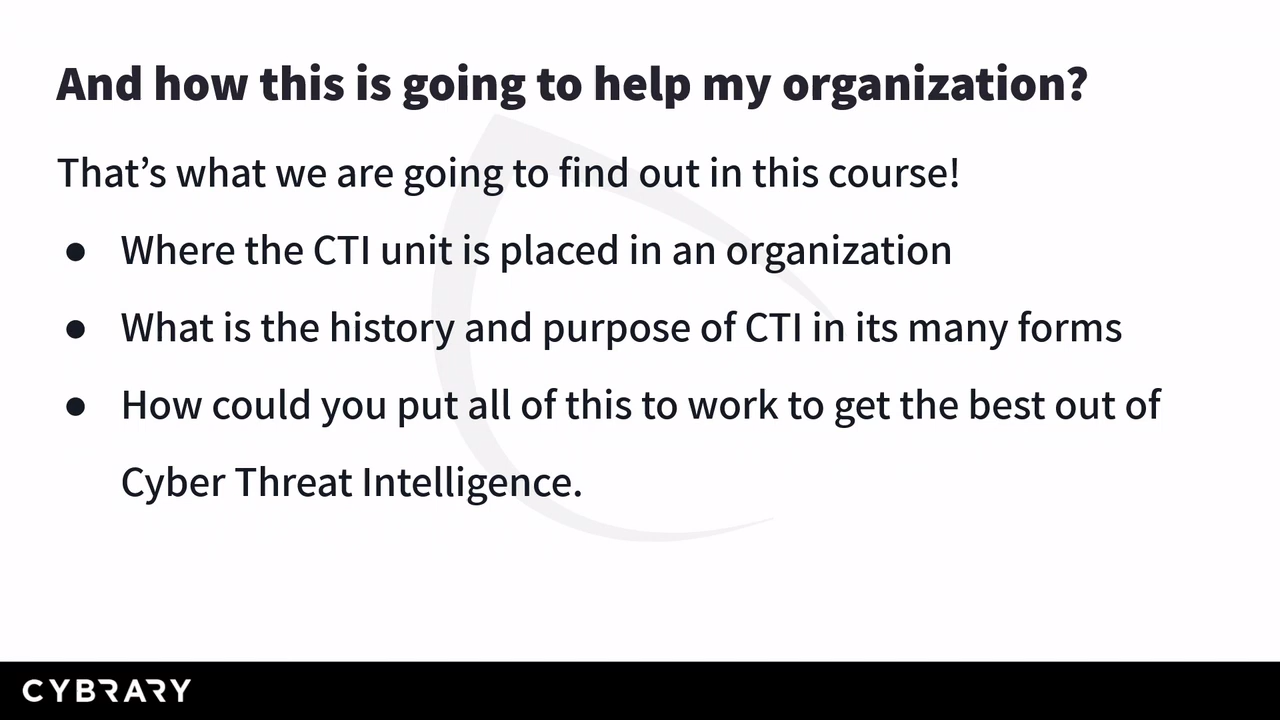 And how this is going to help my organization?
That’s what we are going to find out in this course!
● Where the CTI unit is placed in an organization
● What is the history and purpose of CTI in its many forms
● How could you put all of this to work to get the best out of
Cyber Threat Intelligence.
CYBRARY